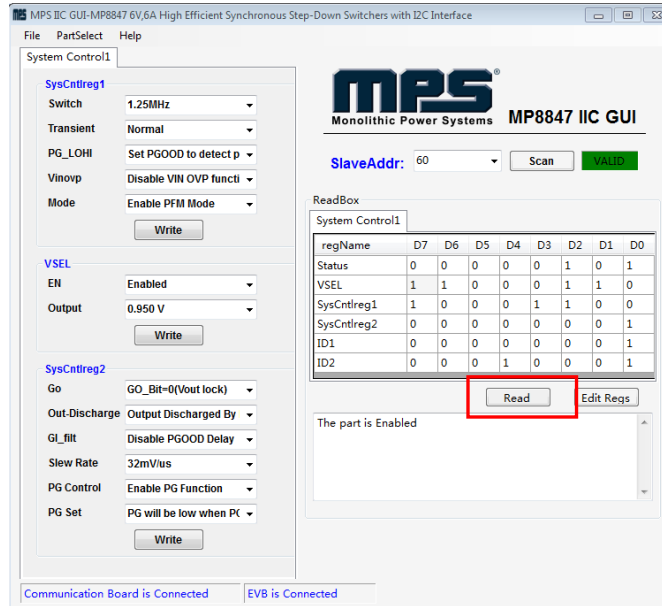 MPS IIC GUI-MP8847 6V,6A High Efficient Synchronous Step-Down Switchers with I2C Interface
File PartSelect Help
System Control1
SysCntlreg1
Switch 1.25MHz
Transient Normal
PG_LOHI Set PGOOD to detect p
Vinovp Disable VIN OVP functi
Mode Enable PFM Mode
Write
VSEL
EN Enabled
Output 0.950 V
Write
SysCntlreg2
Go GO_Bit=0(Vout lock)
Out-Discharge Output Discharged By
GI_filt Disable PGOOD Delay
Slew Rate 32mV/us
PG Control Enable PG Function
PG Set PG will be low when PG
Write
mps®
Monolithic Power Systems MP8847 IIC GUI
SlaveAddr: 60 Scan VALID
ReadBox
System Control1
regName D7 D6 D5 D4 D3 D2 D1 D0
Status 0 0 0 0 0 1 0 1
VSEL 1 1 0 0 0 1 1 0
SysCntlreg1 1 0 0 0 1 1 0 0
SysCntlreg2 0 0 0 0 0 0 0 1
ID1 0 0 0 0 0 0 0 1
ID2 0 0 0 1 0 0 0 1
Read Edit Regs
The part is Enabled
Communication Board is Connected EVB is Connected